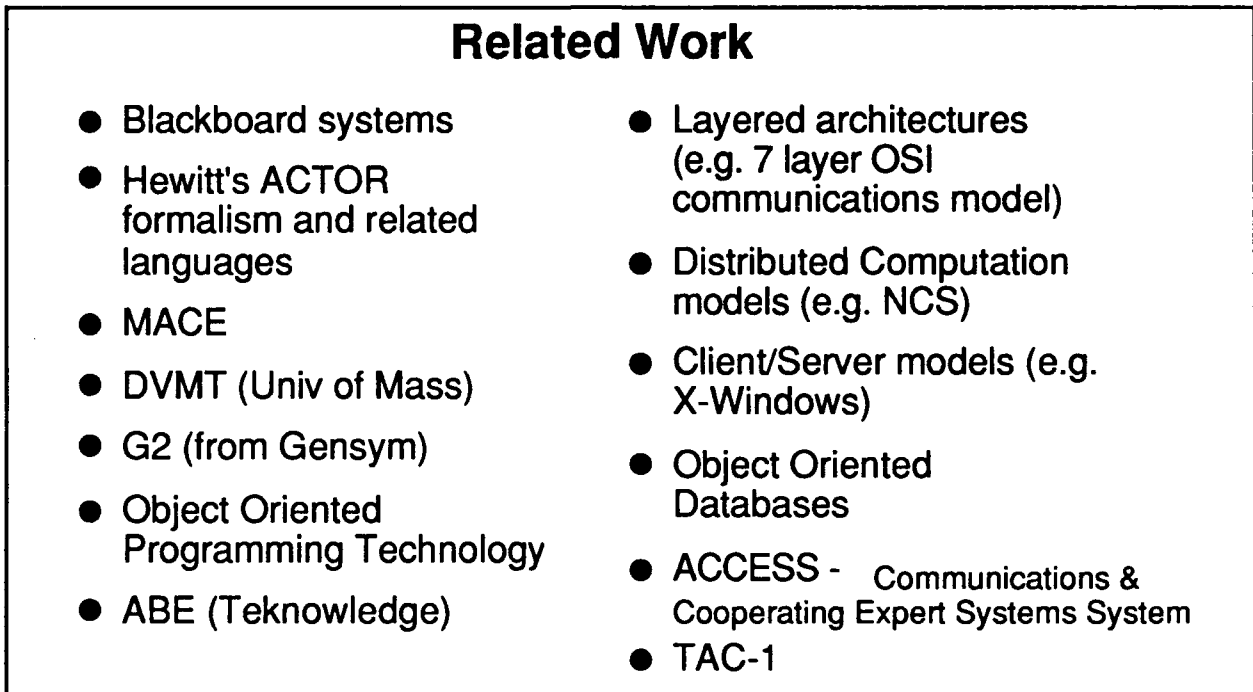 Related Work
● Blackboard systems
● Hewitt's ACTOR
formalism and related
languages
● MACE
● DVMT (Univ of Mass)
● G2 (from Gensym)
● Object Oriented
Programming Technology
● ABE (Teknowledge)
● Layered architectures
(e.g. 7 layer OSI
communications model)
● Distributed Computation
models (e.g. NCS)
● Client/Server models (e.g.
X-Windows)
● Object Oriented
Databases
● ACCESS - Communications &
Cooperating Expert Systems System
● TAC-1